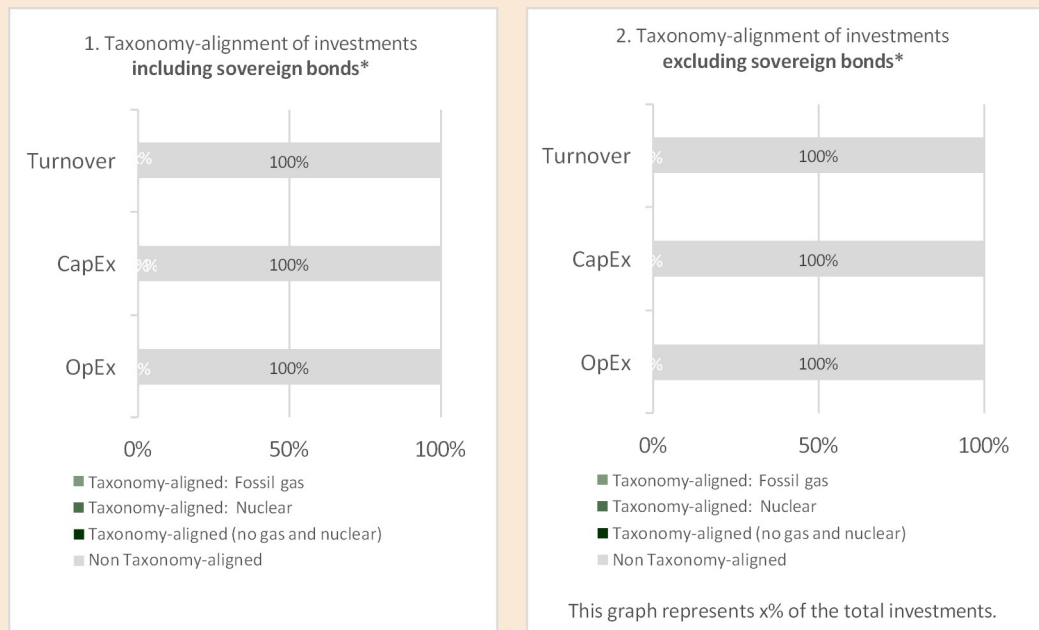 1. Taxonomy-alignment of investments
including sovereign bonds*
Turnover
100%
CapEx
100%
OpEx
100%
0% 50% 100%
Taxonomy-aligned: Fossil gas
Taxonomy-aligned: Nuclear
Taxonomy-aligned (no gas and nuclear)
Non Taxonomy-aligned
2. Taxonomy-alignment of investments
excluding sovereign bonds*
Turnover
100%
CapEx
100%
OpEx
100%
0% 50% 100%
Taxonomy-aligned: Fossil gas
Taxonomy-aligned: Nuclear
Taxonomy-aligned (no gas and nuclear)
Non Taxonomy-aligned
This graph represents x% of the total investments.